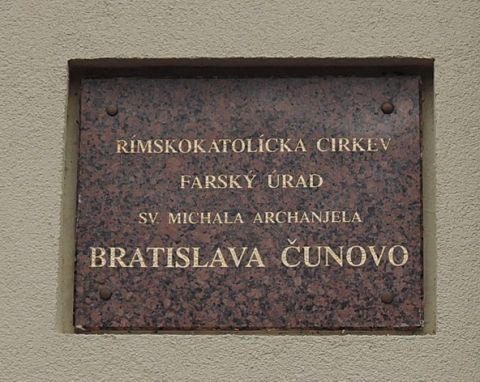 RÍMSKOKATOLÍCKA CIRKEV
FARSKÝ ÚRAD
SV. MICHALA ARCHANJELA
BRATISLAVA ČUNOVO